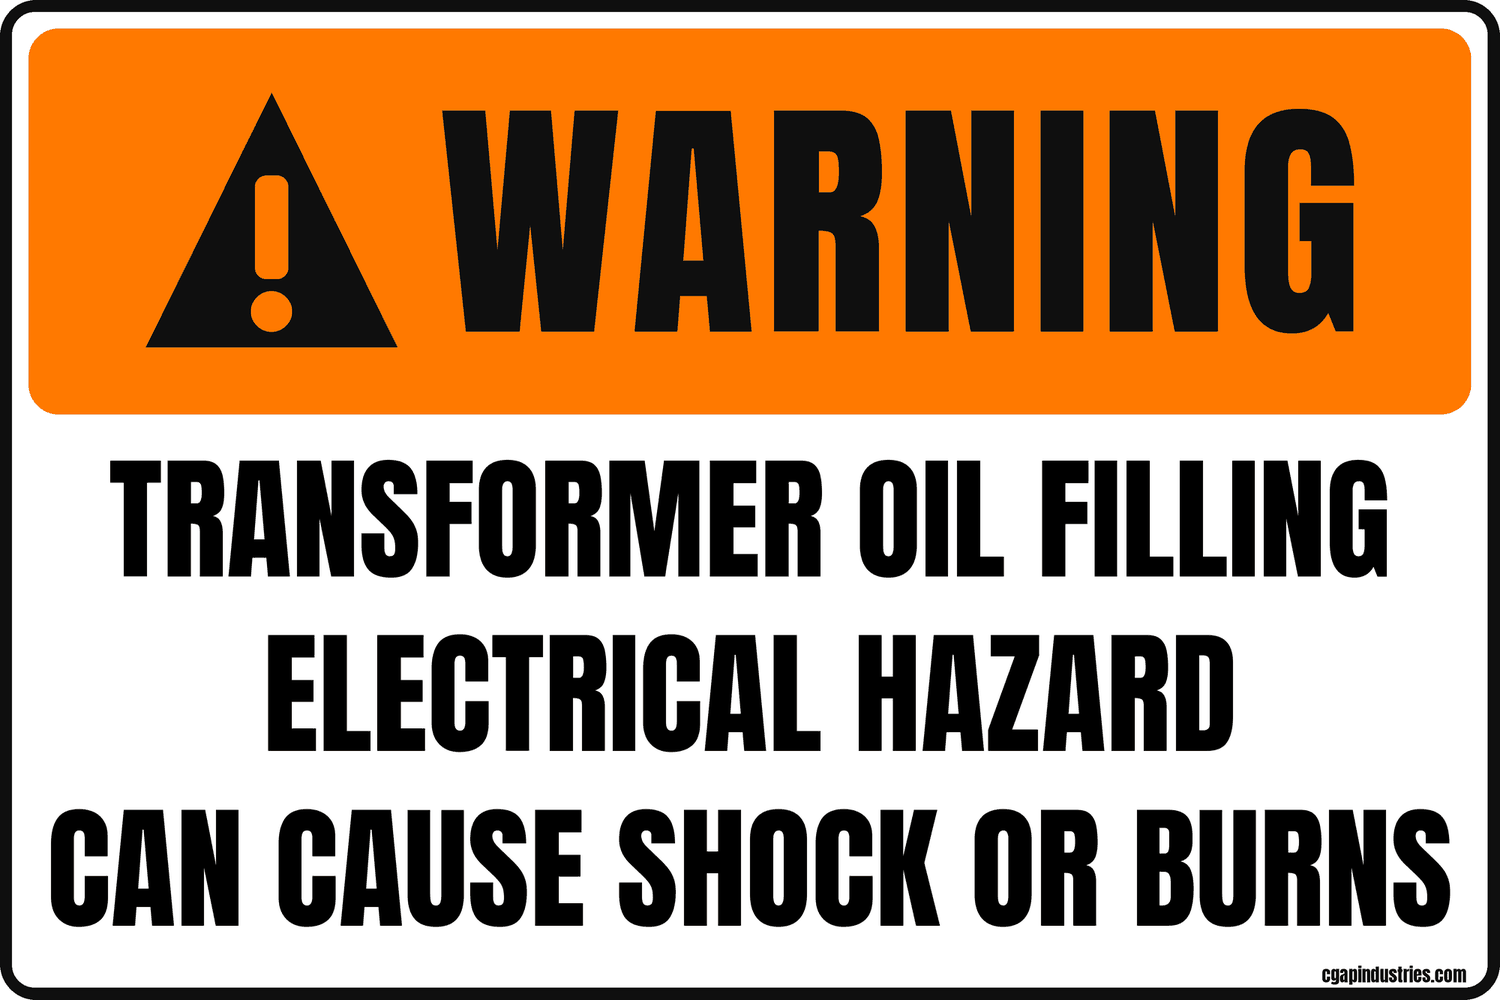 WARNING
TRANSFORMER OIL FILLING
ELECTRICAL HAZARD
CAN CAUSE SHOCK OR BURNS
cgapindustries.com